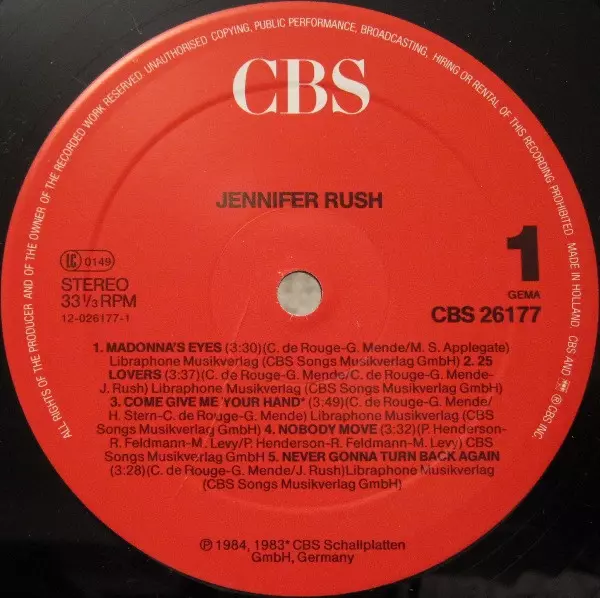 ALL RIGHTS OF THE PRODUCER AND OF THE OWNER OF THE RECORDED WORK RESERVED. UNAUTHORISED COPYING, PUBLIC PERFORMANCE, BROADCASTING, HIRING OR RENTAL OF THIS RECORDING PROHIBITED. MADE IN HOLLAND. CBS AND ® CBS INC.
CBS
JENNIFER RUSH
LC 0149
STEREO
33 1/3 RPM
12-026177-1
1
GEMA
CBS 26177
1. MADONNA'S EYES (3:30)(C. de Rouge-G. Mende/M. S. Applegate)
Libraphone Musikverlag (CBS Songs Musikverlag GmbH) 2. 25
LOVERS (3:37)(C. de Rouge-G. Mende/C. de Rouge-G. Mende-
J. Rush) Libraphone Musikverlag (CBS Songs Musikverlag GmbH)
3. COME GIVE ME YOUR HAND* (3:49)(C. de Rouge-G. Mende/
H. Stern-C. de Rouge-G. Mende) Libraphone Musikverlag (CBS
Songs Musikverlag GmbH) 4. NOBODY MOVE (3:32)(P. Henderson-
R. Feldmann-M. Levy/P. Henderson-R. Feldmann-M. Levy) CBS
Songs Musikverlag GmbH 5. NEVER GONNA TURN BACK AGAIN
(3:28)(C. de Rouge-G. Mende/J. Rush)Libraphone Musikverlag
(CBS Songs Musikverlag GmbH)
℗ 1984, 1983* CBS Schallplatten
GmbH, Germany